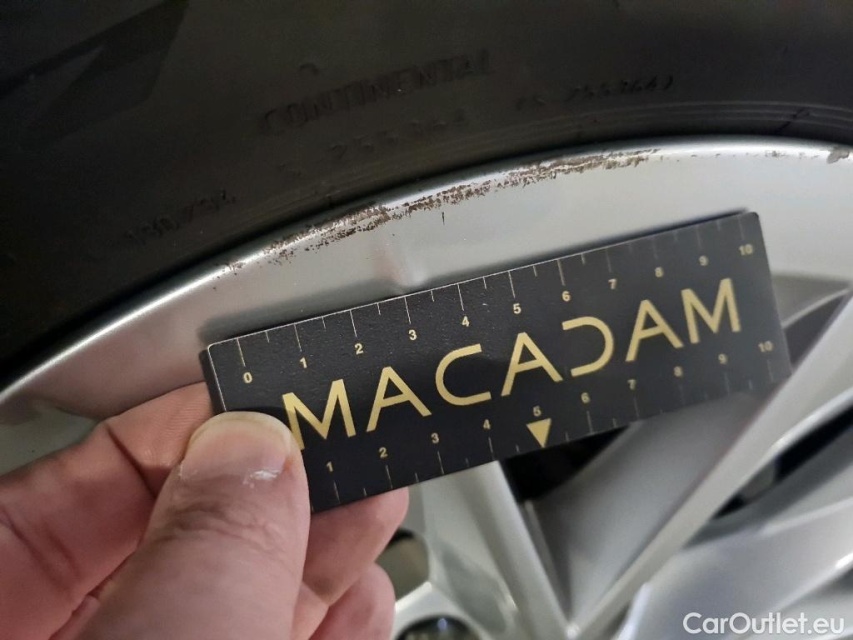 CONTINENTAL
0 1 2 3 4 5 6 7 8 9 10
MACADAM
1 2 3 4 5 6 7 8 9 10
CarOutlet.eu